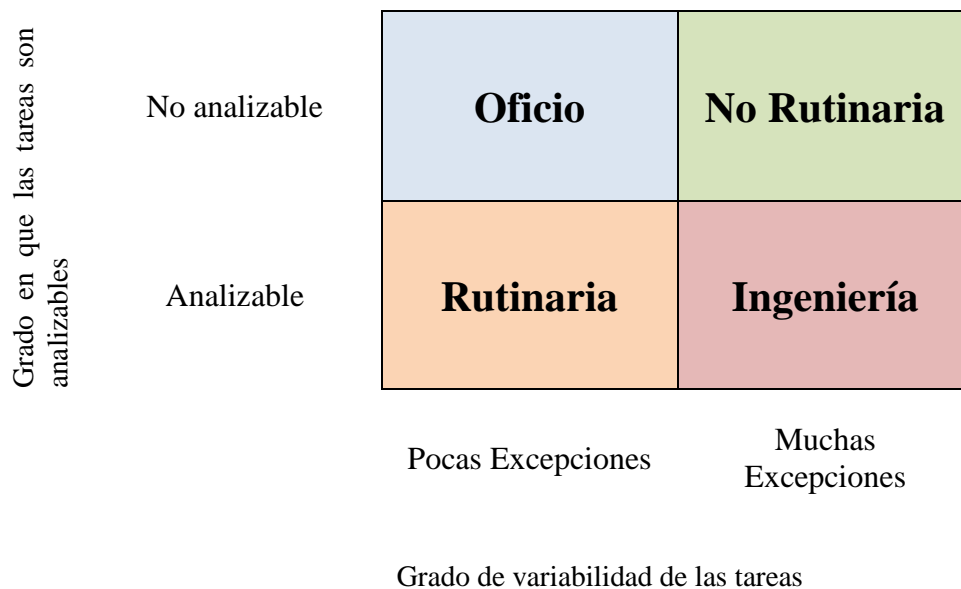 Grado en que las tareas son
analizables
No analizable
Oficio
No Rutinaria
Analizable
Rutinaria
Ingeniería
Pocas Excepciones
Muchas
Excepciones
Grado de variabilidad de las tareas